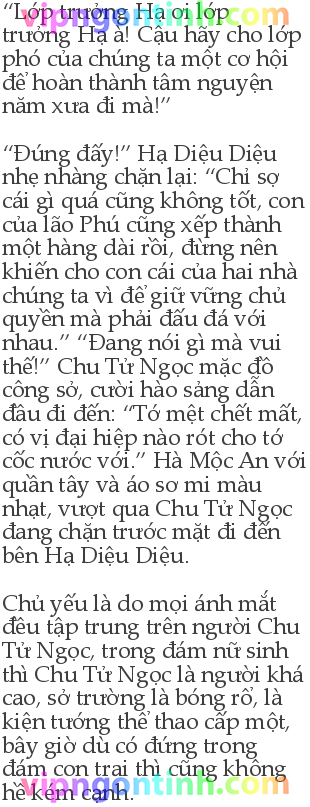 “Lớp trưởng Hạ ơi lớp
trưởng Hạ à! Cậu hãy cho lớp
phó của chúng ta một cơ hội
để hoàn thành tâm nguyện
năm xưa đi mà!”
“Đúng đấy!” Hạ Diệu Diệu
nhẹ nhàng chặn lại: “Chỉ sợ
cái gì quá cũng không tốt, con
của lão Phú cũng xếp thành
một hàng dài rồi, đừng nên
khiến cho con cái của hai nhà
chúng ta vì để giữ vững chủ
quyền mà phải đấu đá với
nhau.” “Đang nói gì mà vui
thế!” Chu Tử Ngọc mặc đồ
công sở, cười hào sảng dẫn
đầu đi đến: “Tớ mệt chết mất,
có vị đại hiệp nào rót cho tớ
cốc nước với.” Hà Mộc An với
quần tây và áo sơ mi màu
nhạt, vượt qua Chu Tử Ngọc
đang chặn trước mặt đi đến
bên Hạ Diệu Diệu.
Chủ yếu là do mọi ánh mắt
đều tập trung trên người Chu
Tử Ngọc, trong đám nữ sinh
thì Chu Tử Ngọc là người khá
cao, sở trường là bóng rổ, là
kiện tướng thể thao cấp một,
bây giờ dù có đứng trong
đám con trai thì cũng không
hề kém cạnh.
vipngontinh.com
vipngontinh.com